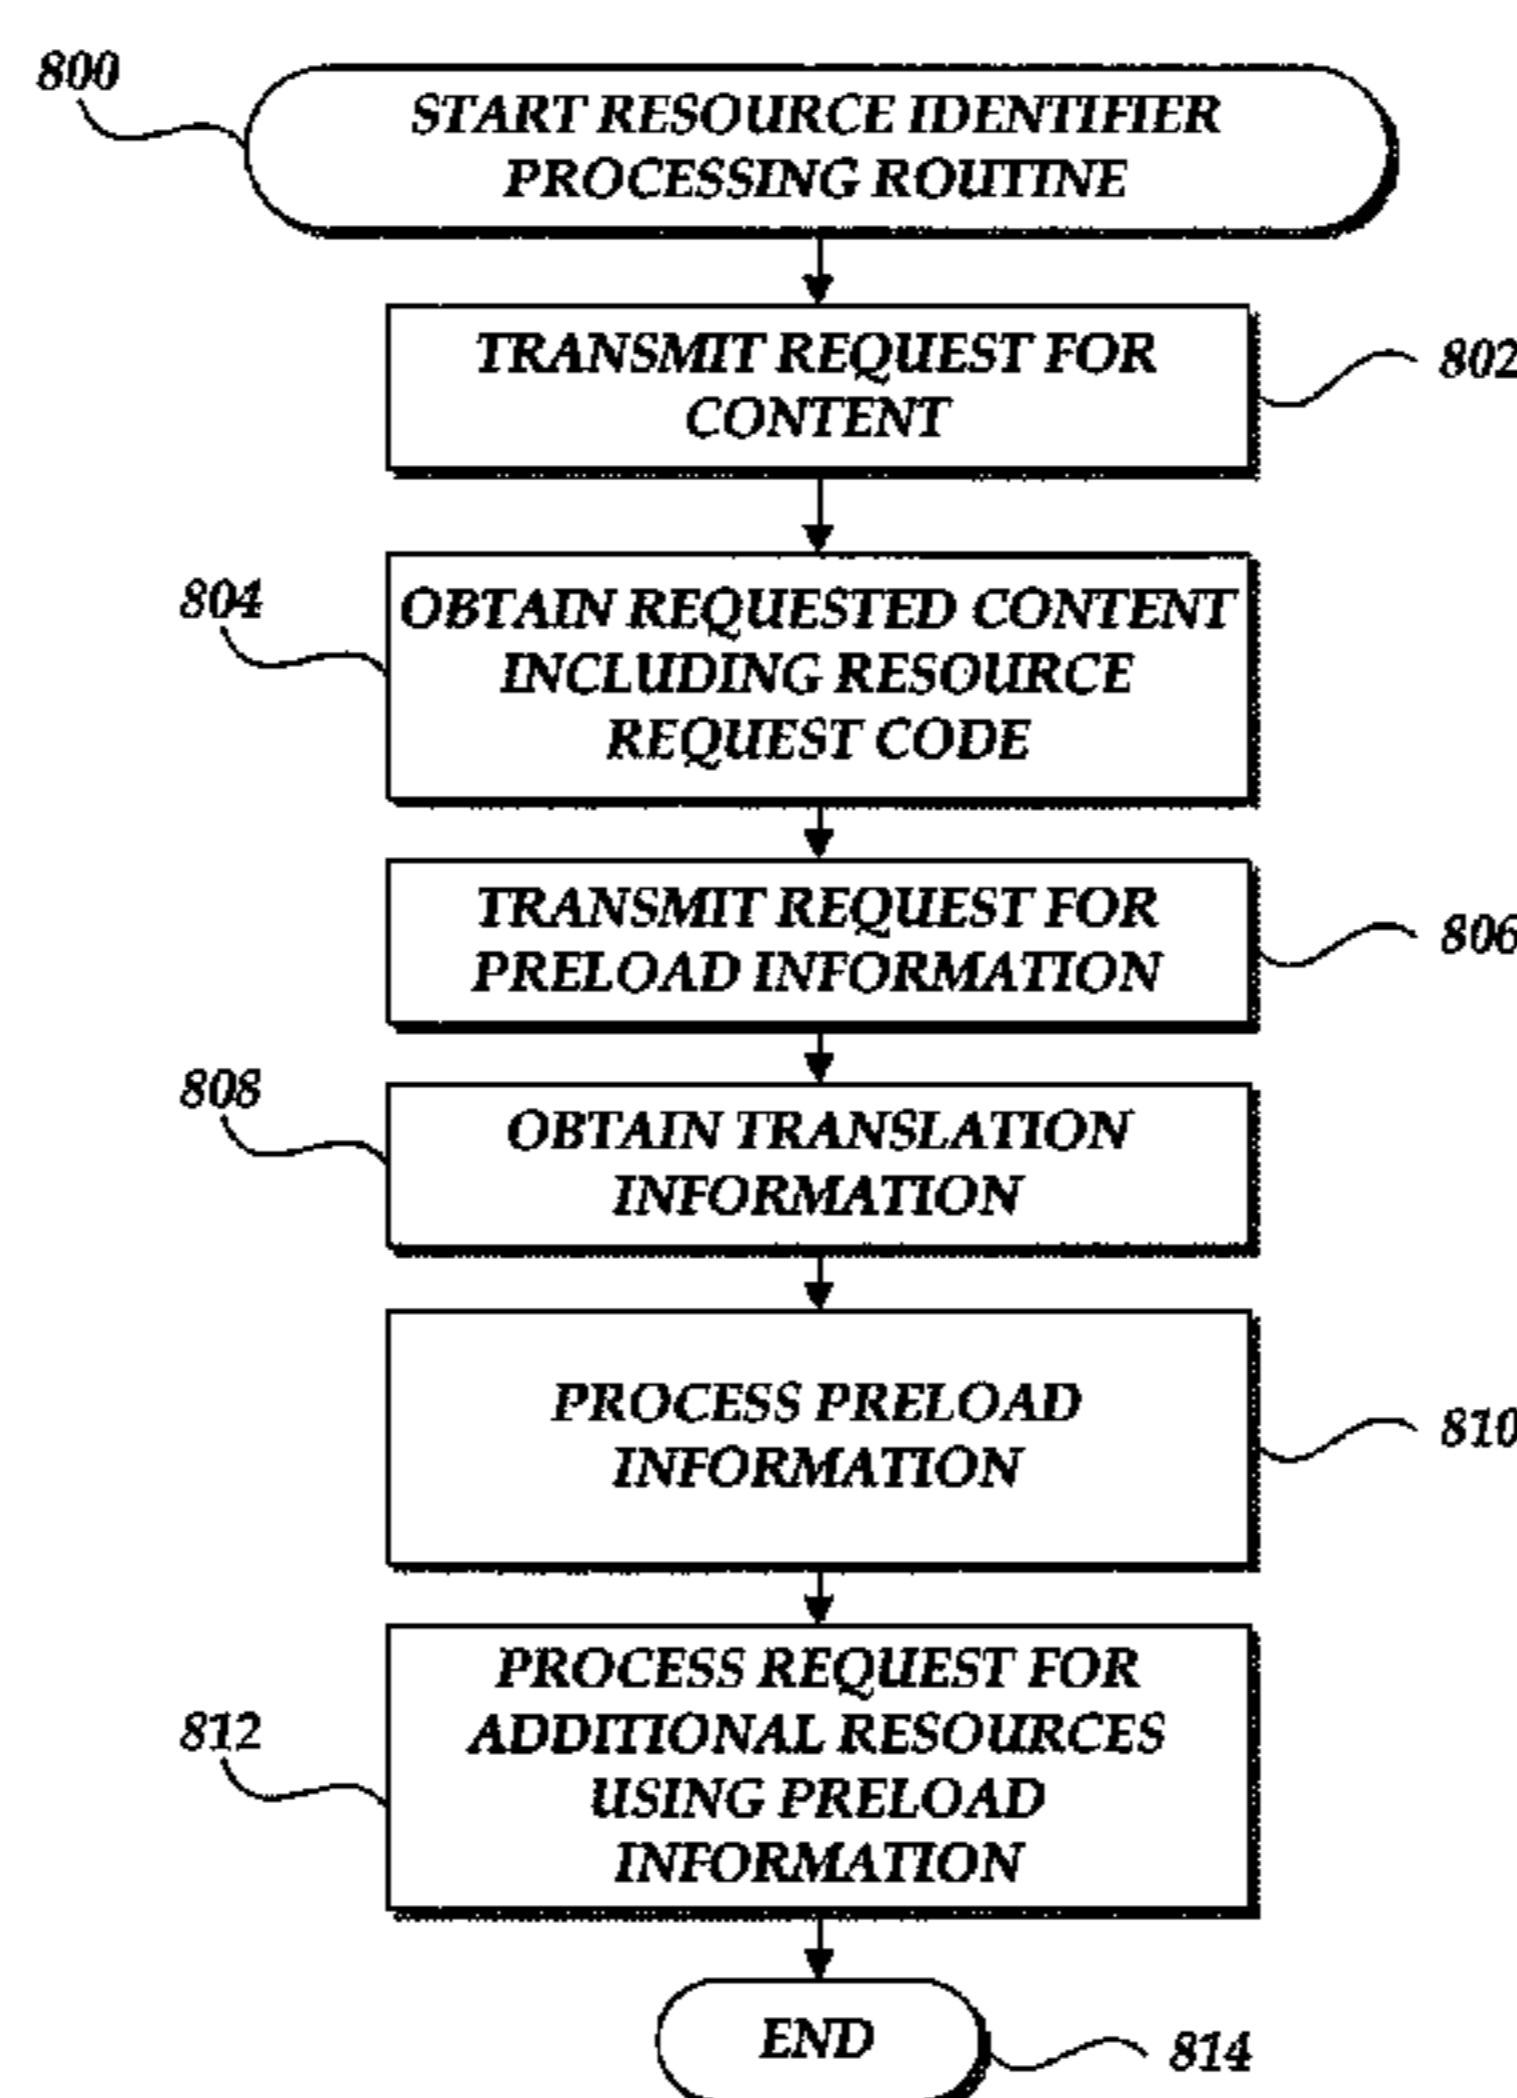 800
START RESOURCE IDENTIFIER
PROCESSING ROUTINE
TRANSMIT REQUEST FOR
CONTENT
802
804
OBTAIN REQUESTED CONTENT
INCLUDING RESOURCE
REQUEST CODE
TRANSMIT REQUEST FOR
PRELOAD INFORMATION
806
808
OBTAIN TRANSLATION
INFORMATION
PROCESS PRELOAD
INFORMATION
810
PROCESS REQUEST FOR
ADDITIONAL RESOURCES
USING PRELOAD
INFORMATION
812
END
814